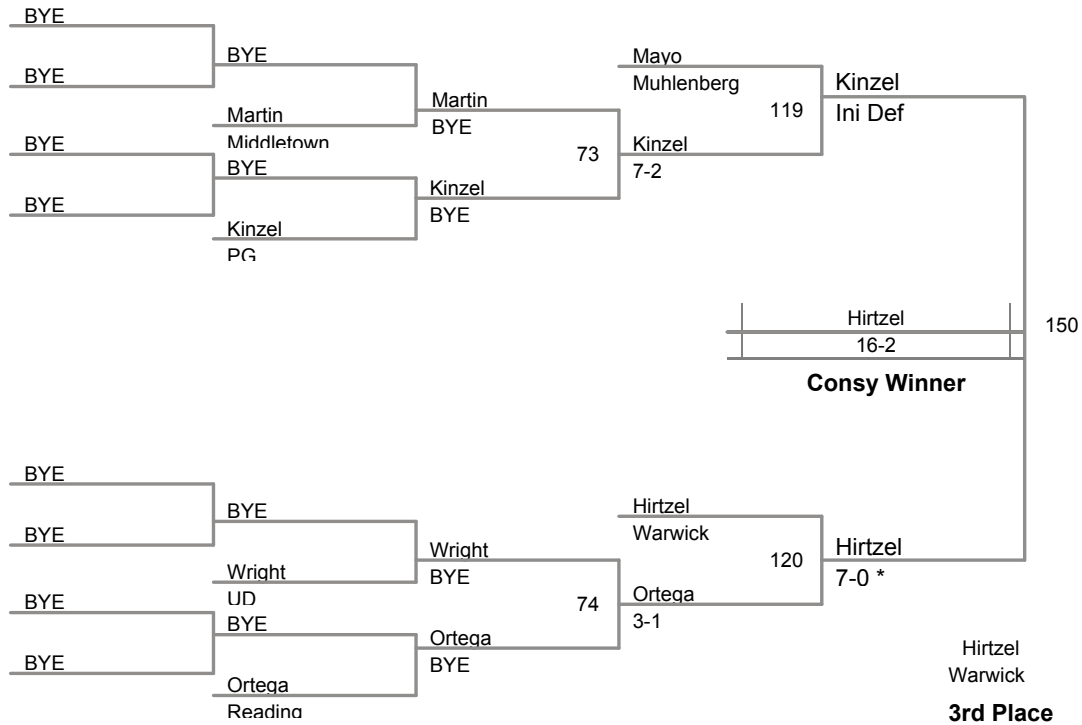 BYE
BYE
BYE
Martin
Middletown
Martin
BYE
BYE
BYE
BYE
Kinzel
PG
Kinzel
BYE
73
Mayo
Muhlenberg
Kinzel
7-2
119
Kinzel
Ini Def
Hirtzel
16-2
Consy Winner
150
BYE
BYE
BYE
Wright
UD
Wright
BYE
BYE
BYE
BYE
Ortega
Reading
Ortega
BYE
74
Hirtzel
Warwick
Ortega
3-1
120
Hirtzel
7-0 *
Hirtzel
Warwick
3rd Place